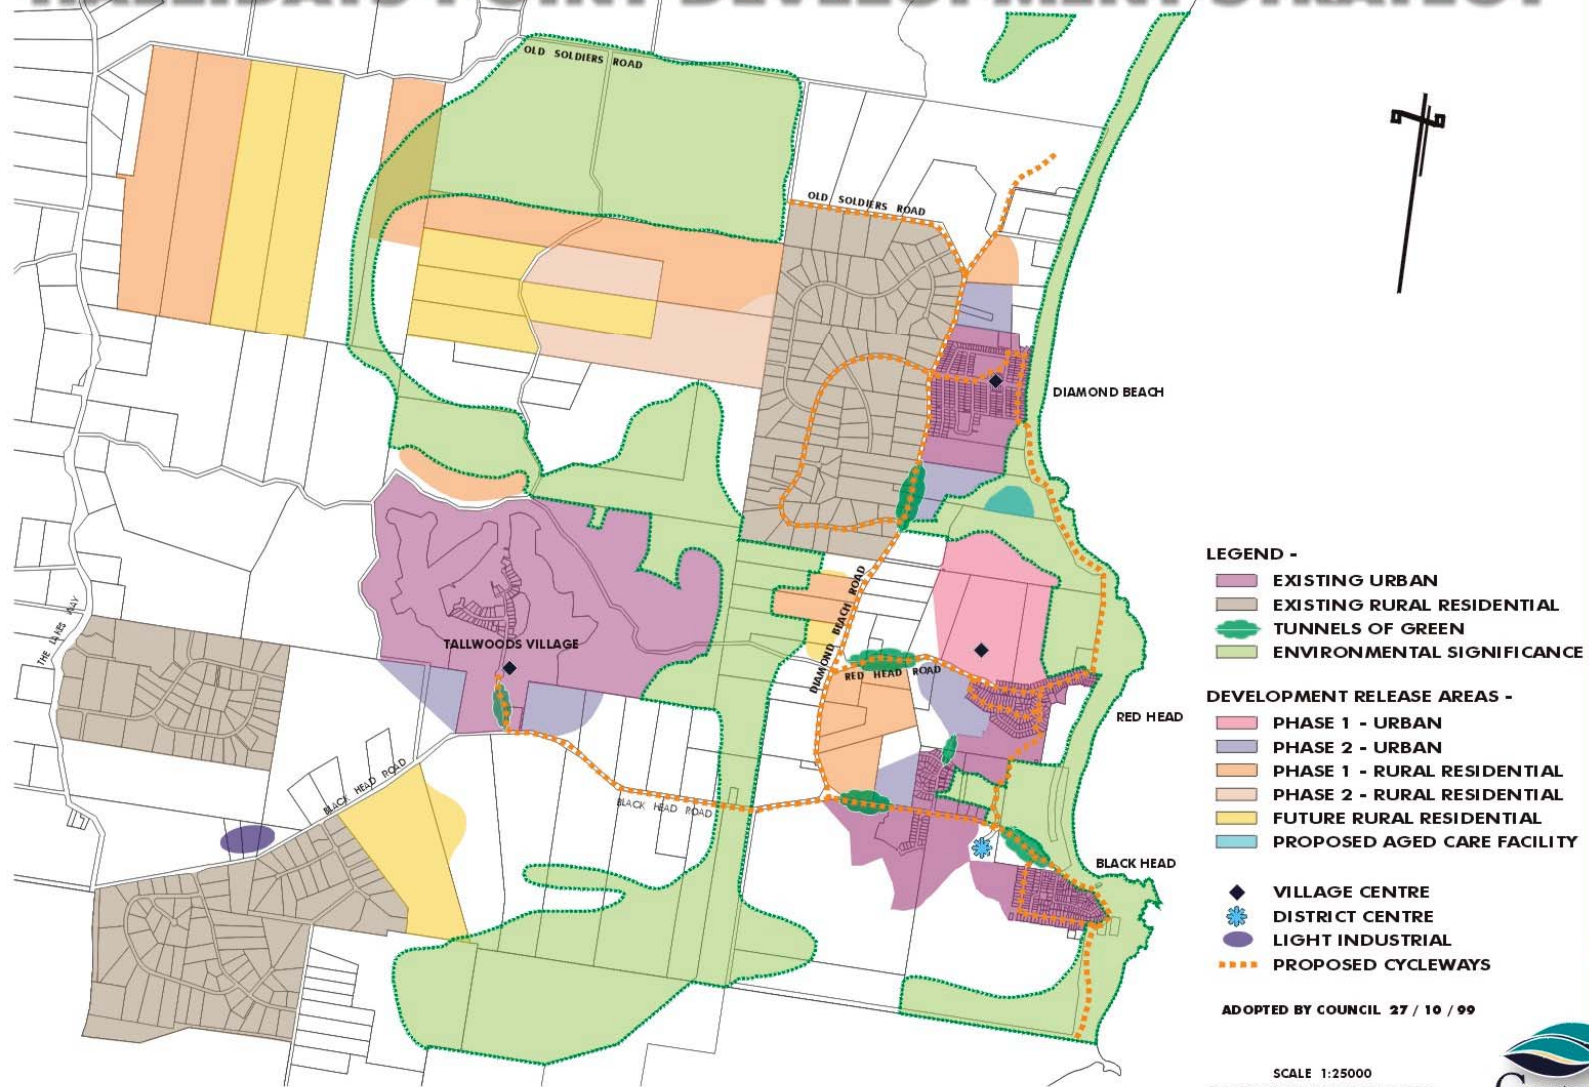 HALLIDAYS POINT DEVELOPMENT STRATEGY
OLD SOLDIERS ROAD
OLD SOLDIERS ROAD
DIAMOND BEACH
THE LAKES WAY
TALLWOODS VILLAGE
DIAMOND BEACH ROAD
RED HEAD ROAD
RED HEAD
BLACK HEAD ROAD
BLACK HEAD ROAD
BLACK HEAD
LEGEND -
EXISTING URBAN
EXISTING RURAL RESIDENTIAL
TUNNELS OF GREEN
ENVIRONMENTAL SIGNIFICANCE
DEVELOPMENT RELEASE AREAS -
PHASE 1 - URBAN
PHASE 2 - URBAN
PHASE 1 - RURAL RESIDENTIAL
PHASE 2 - RURAL RESIDENTIAL
FUTURE RURAL RESIDENTIAL
PROPOSED AGED CARE FACILITY
VILLAGE CENTRE
DISTRICT CENTRE
LIGHT INDUSTRIAL
PROPOSED CYCLEWAYS
ADOPTED BY COUNCIL 27 / 10 / 99
SCALE 1:25000